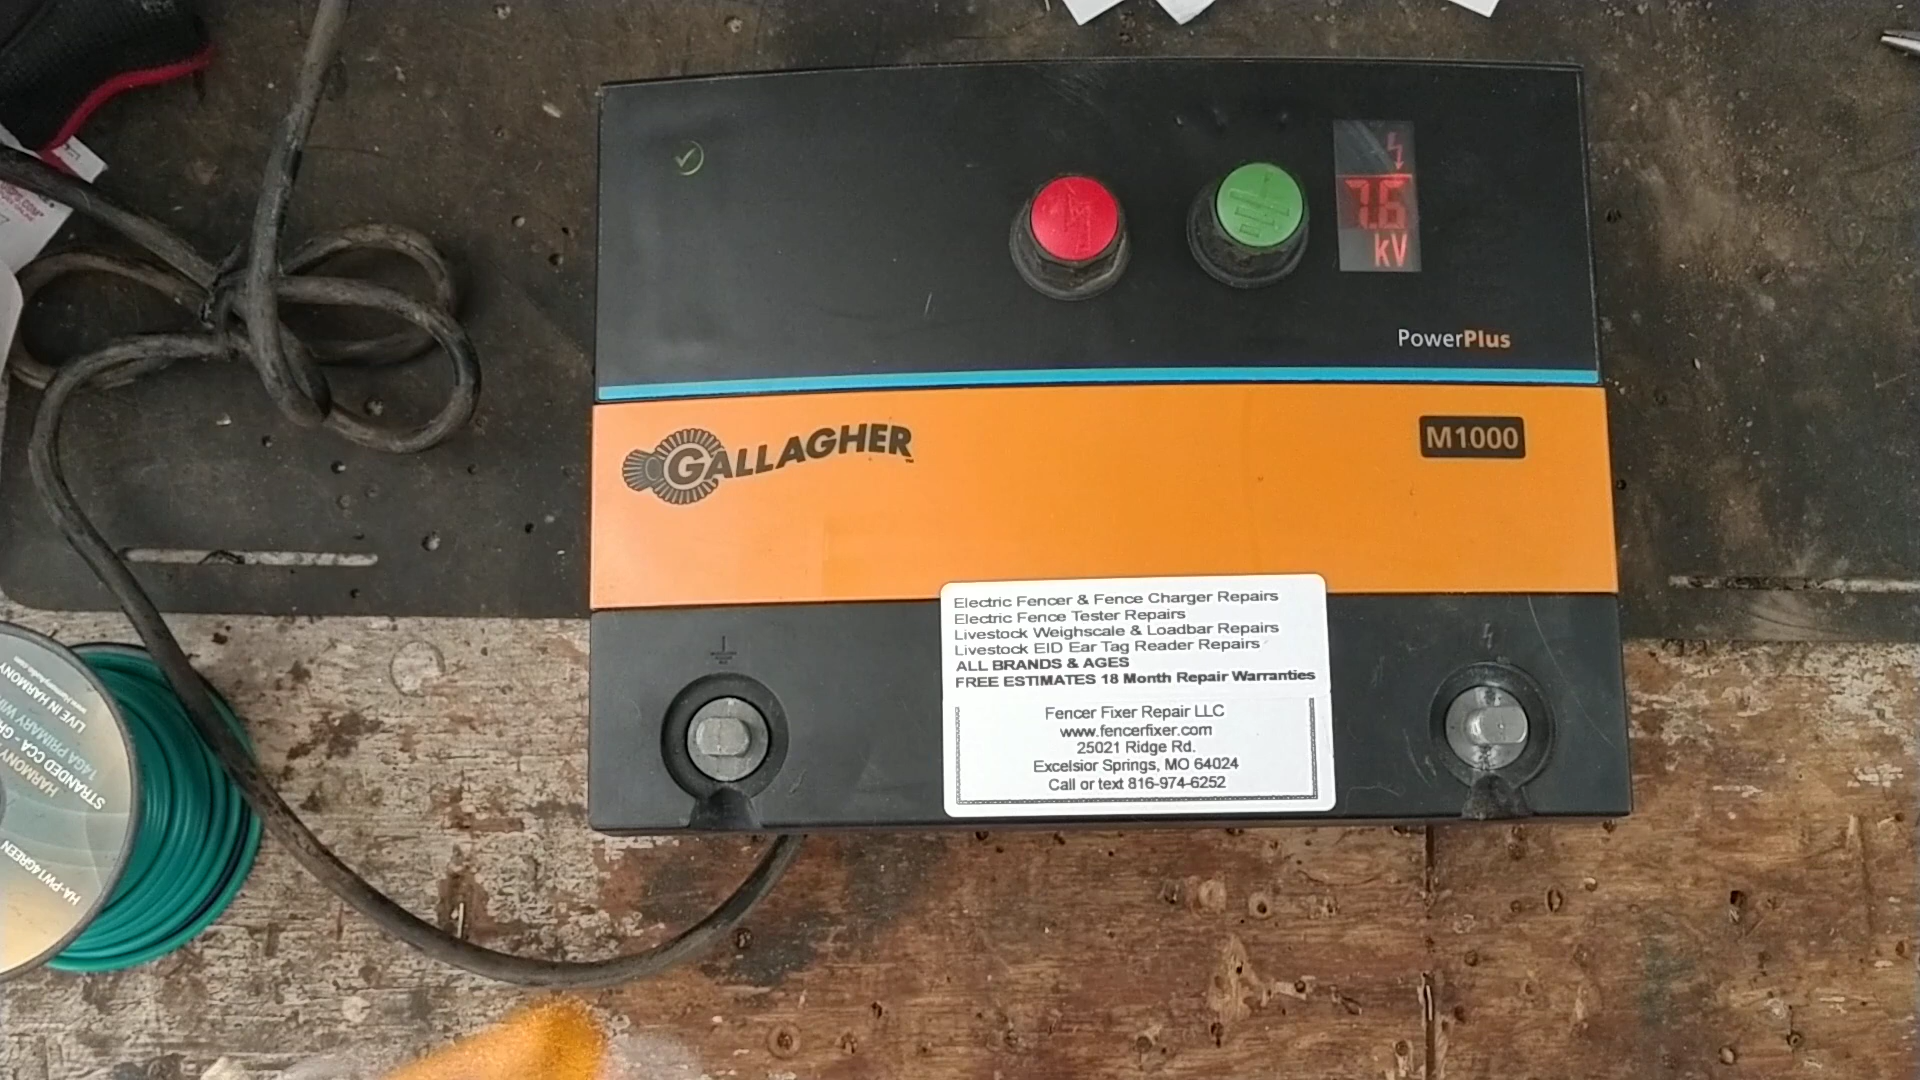 7.6
kV
PowerPlus
GALLAGHER
M1000
Electric Fencer & Fence Charger Repairs
Electric Fence Tester Repairs
Livestock Weighscale & Loadbar Repairs
Livestock EID Ear Tag Reader Repairs
ALL BRANDS & AGES
FREE ESTIMATES 18 Month Repair Warranties
Fencer Fixer Repair LLC
www.fencerfixer.com
25021 Ridge Rd.
Excelsior Springs, MO 64024
Call or text 816-974-6252
LIVE IN HARMONY
14GA PRIMARY
STRANDED CCA - 
HARMONY
HA-PW14GREEN